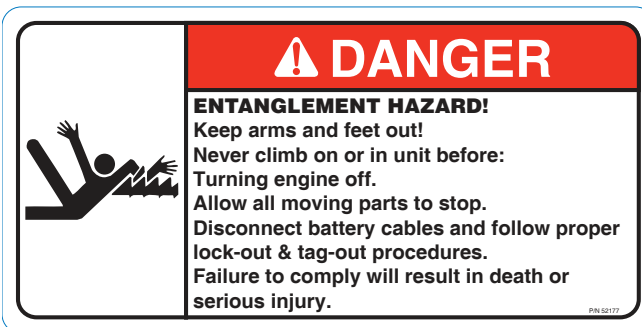 DANGER
ENTANGLEMENT HAZARD!
Keep arms and feet out!
Never climb on or in unit before:
Turning engine off.
Allow all moving parts to stop.
Disconnect battery cables and follow proper
lock-out & tag-out procedures.
Failure to comply will result in death or
serious injury.
P/N 52177